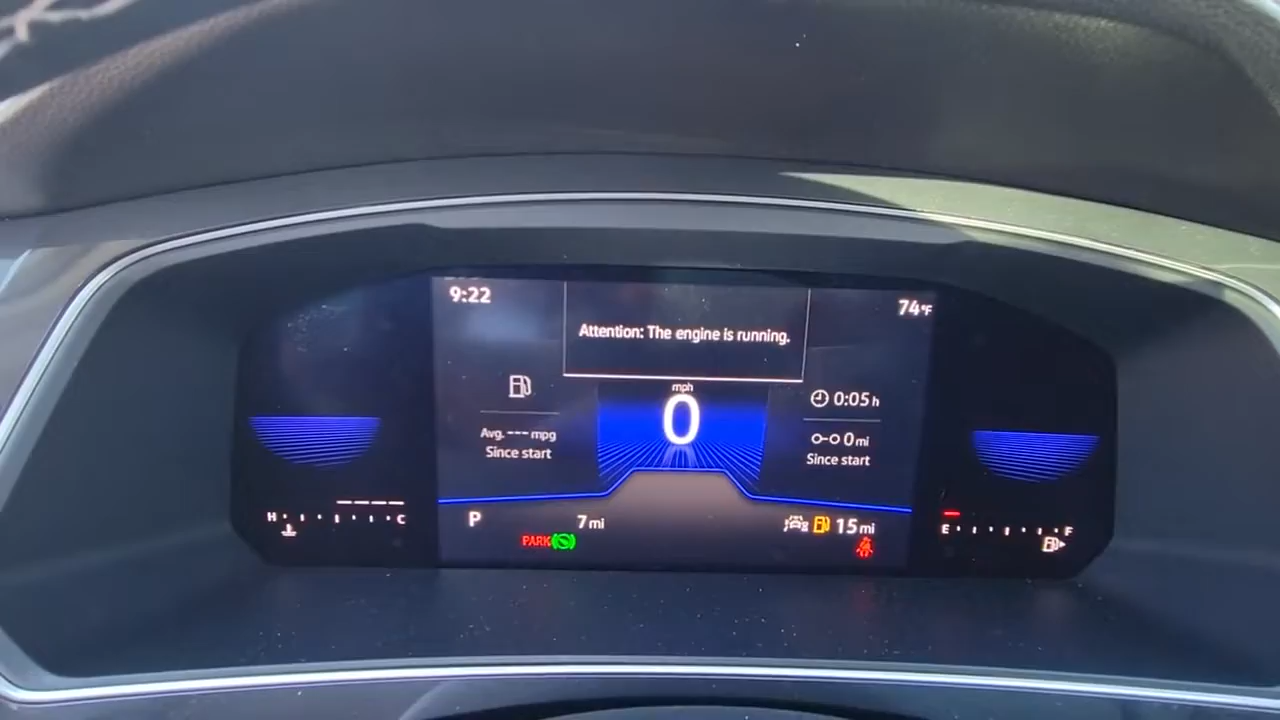 9:22
Attention: The engine is running.
74°F
mph
0
0:05 h
Avg. --- mpg
Since start
0 mi
Since start
H
C
P
7 mi
15 mi
E
F
PARK